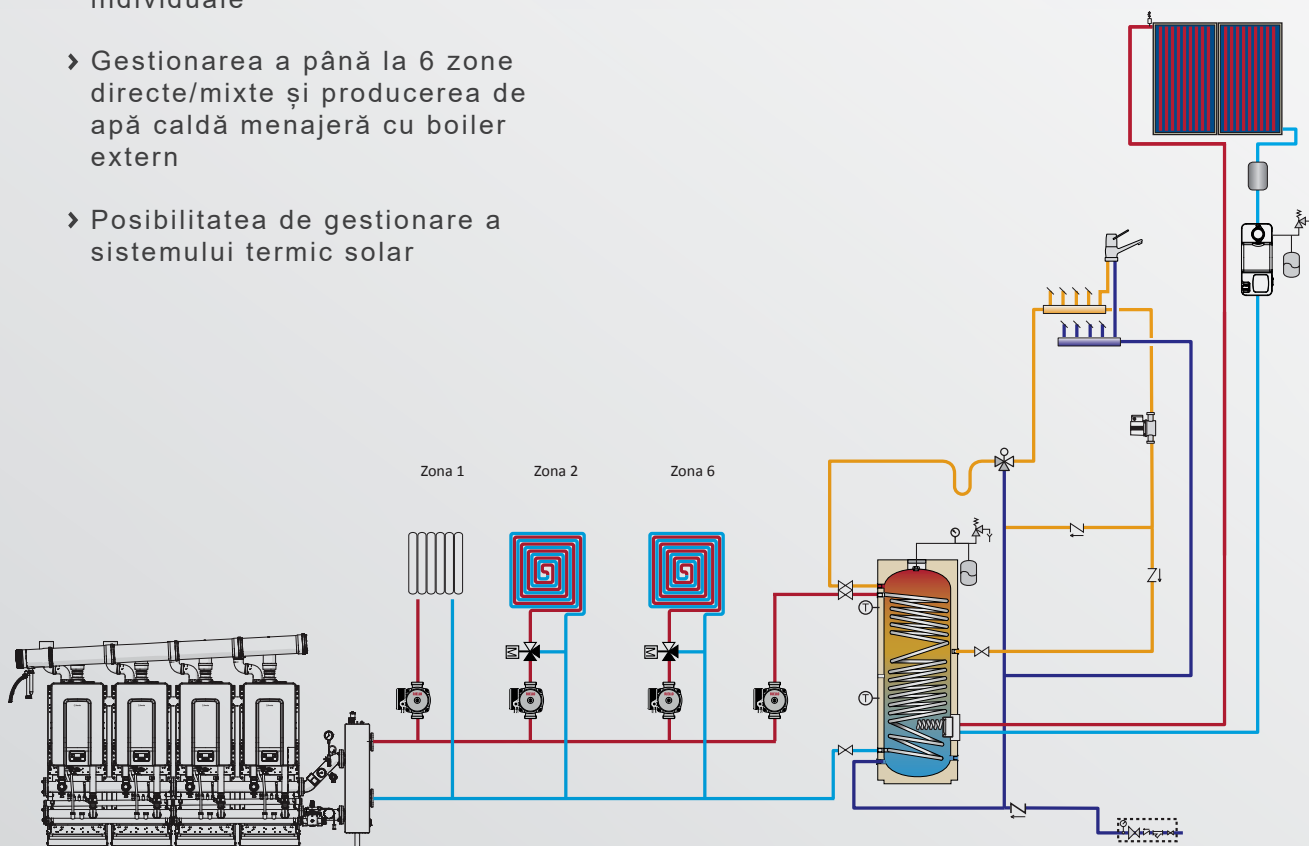 individuale
Gestionarea a până la 6 zone
directe/mixte și producerea de
apă caldă menajeră cu boiler
extern
Posibilitatea de gestionare a
sistemului termic solar
Zona 1
Zona 2
Zona 6
M
M
T
T